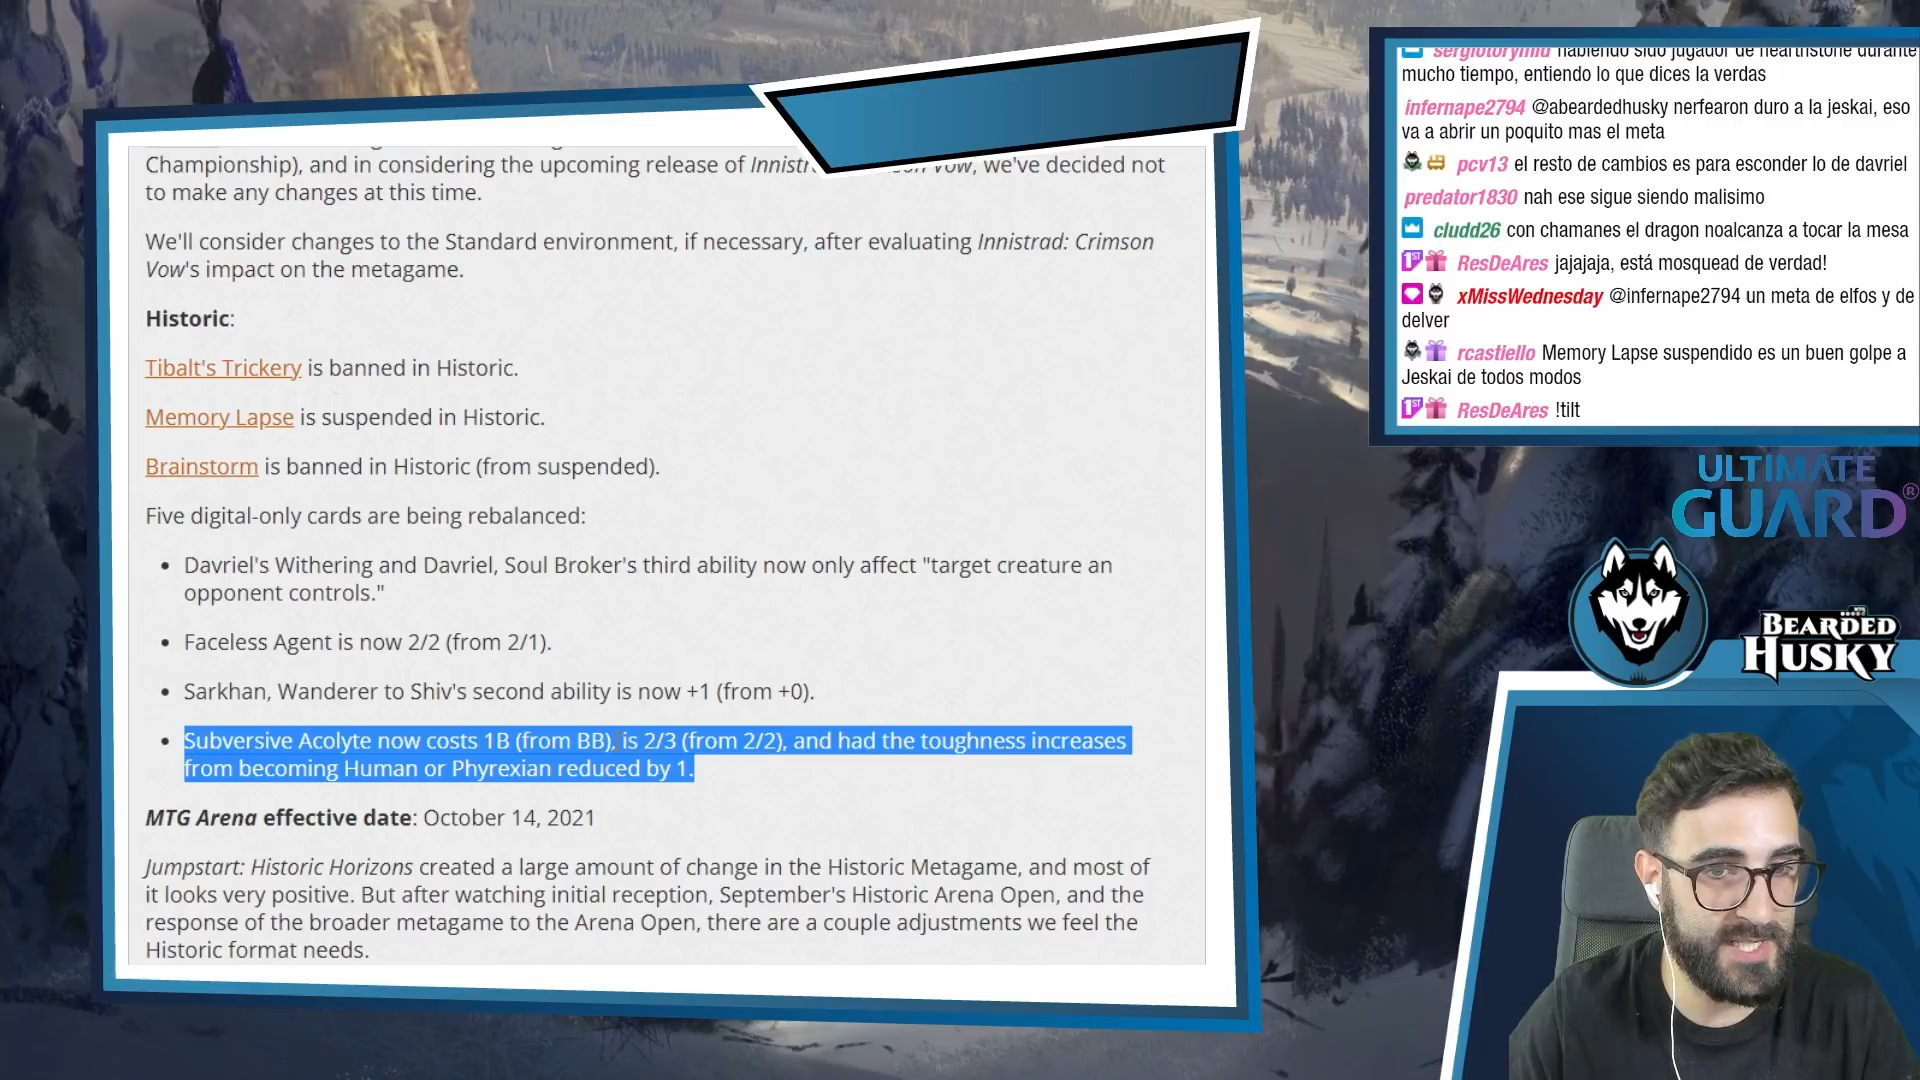 Championship), and in considering the upcoming release of Innistr Vow, we've decided not
to make any changes at this time.
We'll consider changes to the Standard environment, if necessary, after evaluating Innistrad: Crimson
Vow's impact on the metagame.
Historic:
Tibalt's Trickery is banned in Historic.
Memory Lapse is suspended in Historic.
Brainstorm is banned in Historic (from suspended).
Five digital-only cards are being rebalanced:
• Davriel's Withering and Davriel, Soul Broker's third ability now only affect "target creature an
opponent controls."
• Faceless Agent is now 2/2 (from 2/1).
• Sarkhan, Wanderer to Shiv's second ability is now +1 (from +0).
• Subversive Acolyte now costs 1B (from BB), is 2/3 (from 2/2), and had the toughness increases
from becoming Human or Phyrexian reduced by 1.
MTG Arena effective date: October 14, 2021
Jumpstart: Historic Horizons created a large amount of change in the Historic Metagame, and most of
it looks very positive. But after watching initial reception, September's Historic Arena Open, and the
response of the broader metagame to the Arena Open, there are a couple adjustments we feel the
Historic format needs.
habiendo sido jugador de hearthstone durante
mucho tiempo, entiendo lo que dices la verdas
infernape2794 @abeardedhusky nerfearon duro a la jeskai, eso
va a abrir un poquito mas el meta
pcv13 el resto de cambios es para esconder lo de davriel
predator1830 nah ese sigue siendo malisimo
cludd26 con chamanes el dragon noalcanza a tocar la mesa
1ST ResDeAres jajajaja, está mosquead de verdad!
xMissWednesday @infernape2794 un meta de elfos y de
delver
rcastiello Memory Lapse suspendido es un buen golpe a
Jeskai de todos modos
1ST ResDeAres !tilt
ULTIMATE
GUARD®
BEARDED
HUSKY